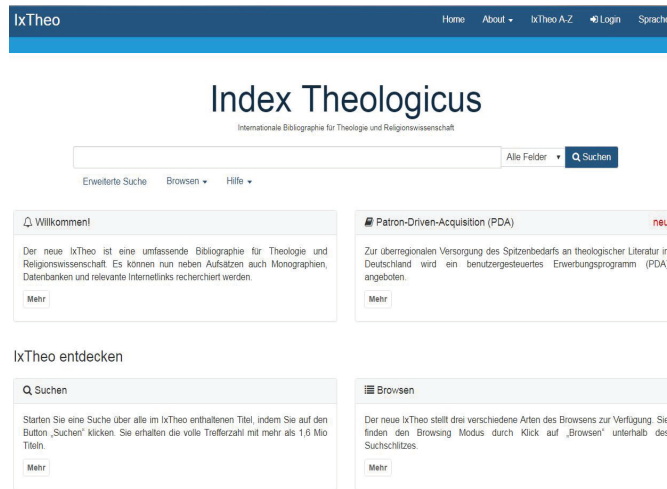 IxTheo Home About IxTheo A-Z Login Sprache
Index Theologicus
Internationale Bibliographie für Theologie und Religionswissenschaft
Alle Felder Suchen
Erweiterte Suche Browsen Hilfe
Willkommen!
Der neue IxTheo ist eine umfassende Bibliographie für Theologie und
Religionswissenschaft. Es können nun neben Aufsätzen auch Monographien,
Datenbanken und relevante Internetlinks recherchiert werden.
Mehr
Patron-Driven-Acquisition (PDA) neu
Zur überregionalen Versorgung des Spitzenbedarfs an theologischer Literatur in
Deutschland wird ein benutzergesteuertes Erwerbungsprogramm (PDA)
angeboten.
Mehr
IxTheo entdecken
Suchen
Starten Sie eine Suche über alle im IxTheo enthaltenen Titel, indem Sie auf den
Button „Suchen" klicken. Sie erhalten die volle Trefferzahl mit mehr als 1,6 Mio
Titeln.
Mehr
Browsen
Der neue IxTheo stellt drei verschiedene Arten des Browsens zur Verfügung. Sie
finden den Browsing Modus durch Klick auf „Browsen" unterhalb des
Suchschlitzes.
Mehr